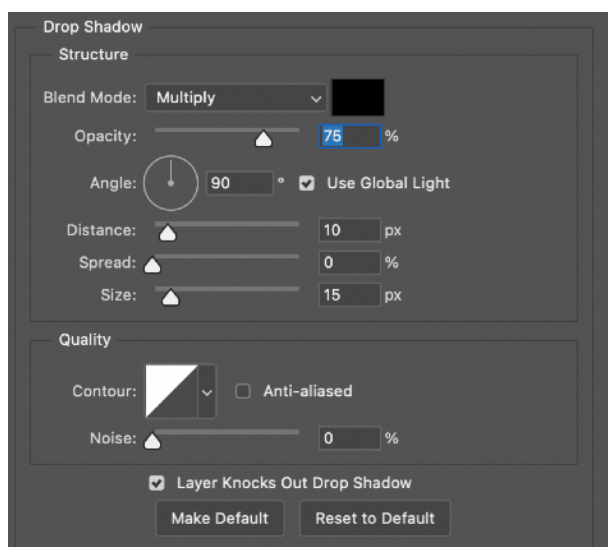 Drop Shadow
Structure
Blend Mode: Multiply
Opacity: 75 %
Angle: 90 ° Use Global Light
Distance: 10 px
Spread: 0 %
Size: 15 px
Quality
Contour: Anti-aliased
Noise: 0 %
Layer Knocks Out Drop Shadow
Make Default Reset to Default